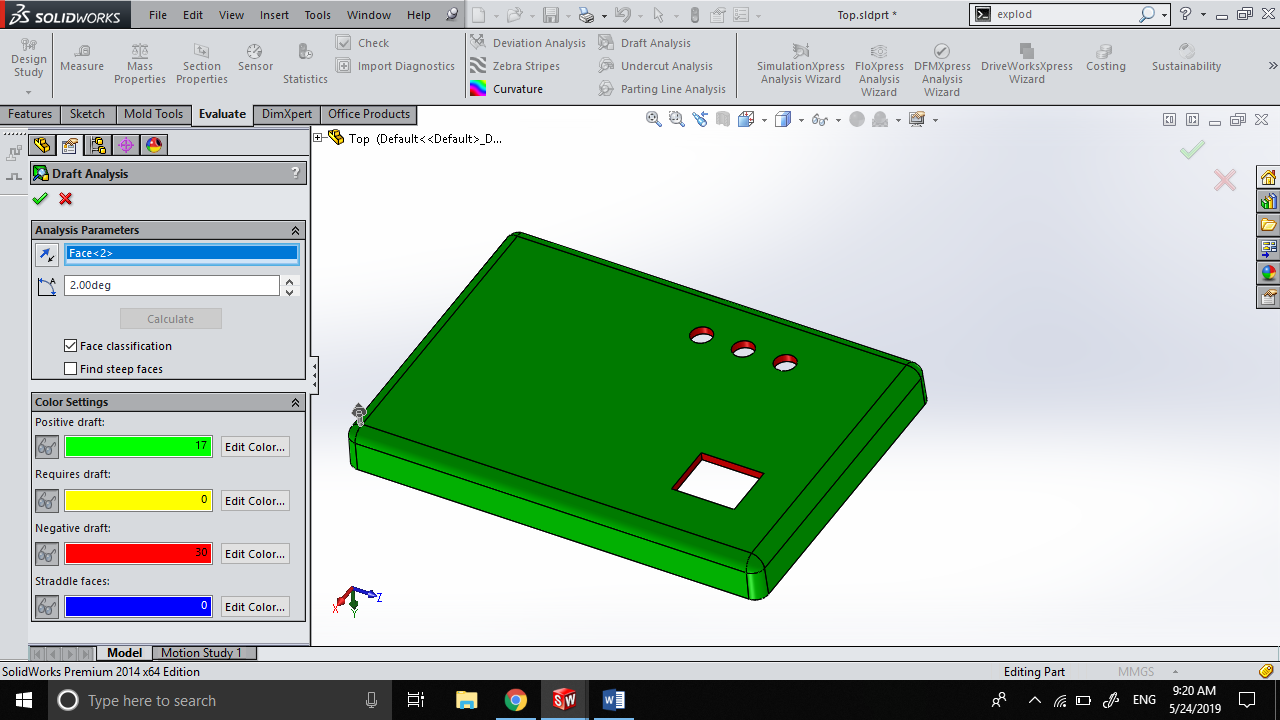 SOLIDWORKS File Edit View Insert Tools Window Help Top.sldprt * explod
Design Study
Measure
Mass Properties
Section Properties
Sensor
Statistics
Check
Import Diagnostics
Deviation Analysis
Zebra Stripes
Curvature
Draft Analysis
Undercut Analysis
Parting Line Analysis
SimulationXpress Analysis Wizard
FloXpress Analysis Wizard
DFMXpress Analysis Wizard
DriveWorksXpress Wizard
Costing
Sustainability
Features Sketch Mold Tools Evaluate DimXpert Office Products
Top (Default<<Default>_D...
Draft Analysis ?
Analysis Parameters
Face<2>
2.00deg
Calculate
Face classification
Find steep faces
Color Settings
Positive draft:
17 Edit Color...
Requires draft:
0 Edit Color...
Negative draft:
30 Edit Color...
Straddle faces:
0 Edit Color...
X Y Z
Model Motion Study 1
SolidWorks Premium 2014 x64 Edition Editing Part MMGS
Type here to search ENG 9:20 AM
5/24/2019